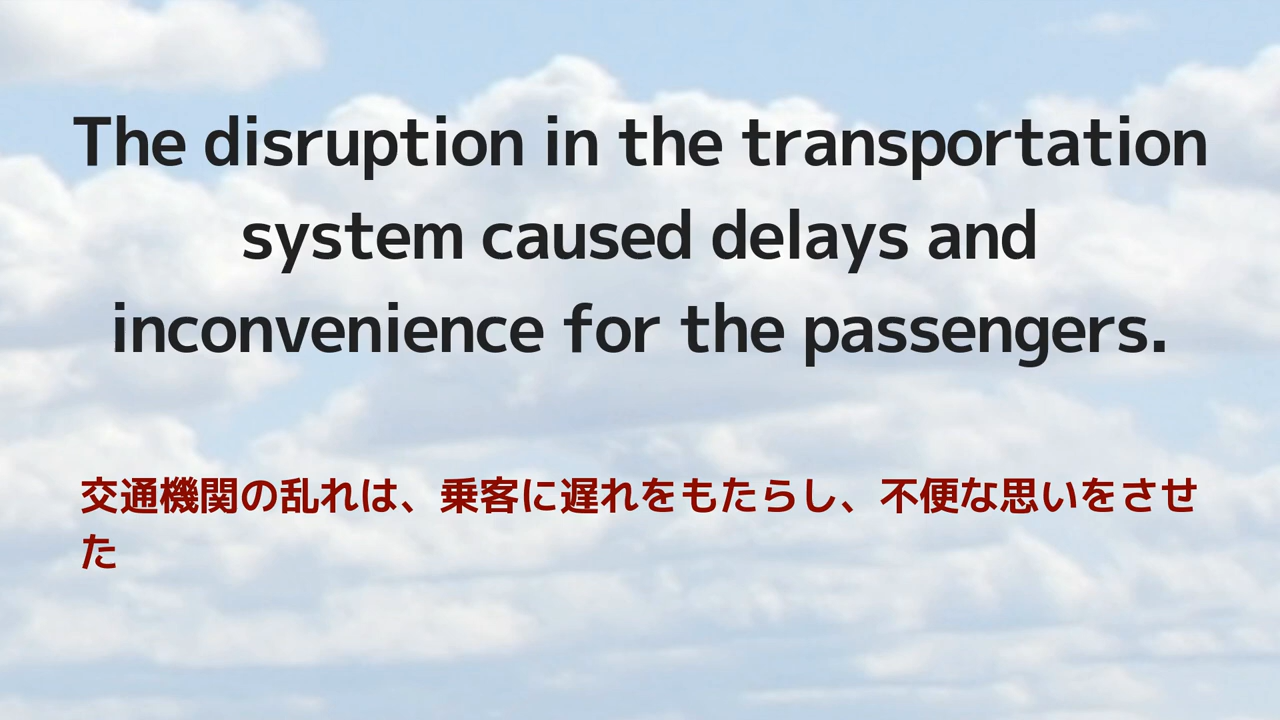 The disruption in the transportation
system caused delays and
inconvenience for the passengers.
交通機関の乱れは、乗客に遅れをもたらし、不便な思いをさせ
た